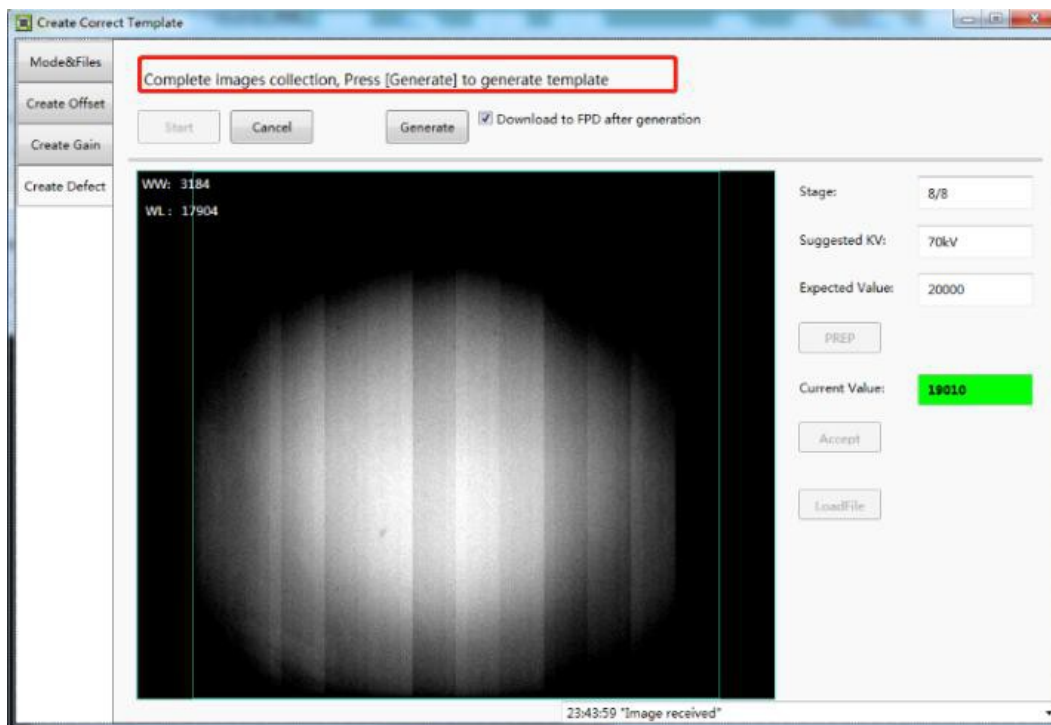 Create Correct Template
Mode&Files
Create Offset
Create Gain
Create Defect
Complete images collection, Press [Generate] to generate template
Start
Cancel
Generate
Download to FPD after generation
WW: 3184
WL: 17904
Stage:
8/8
Suggested KV:
70kV
Expected Value:
20000
PREP
Current Value:
19010
Accept
LoadFile
23:43:59 "Image received"